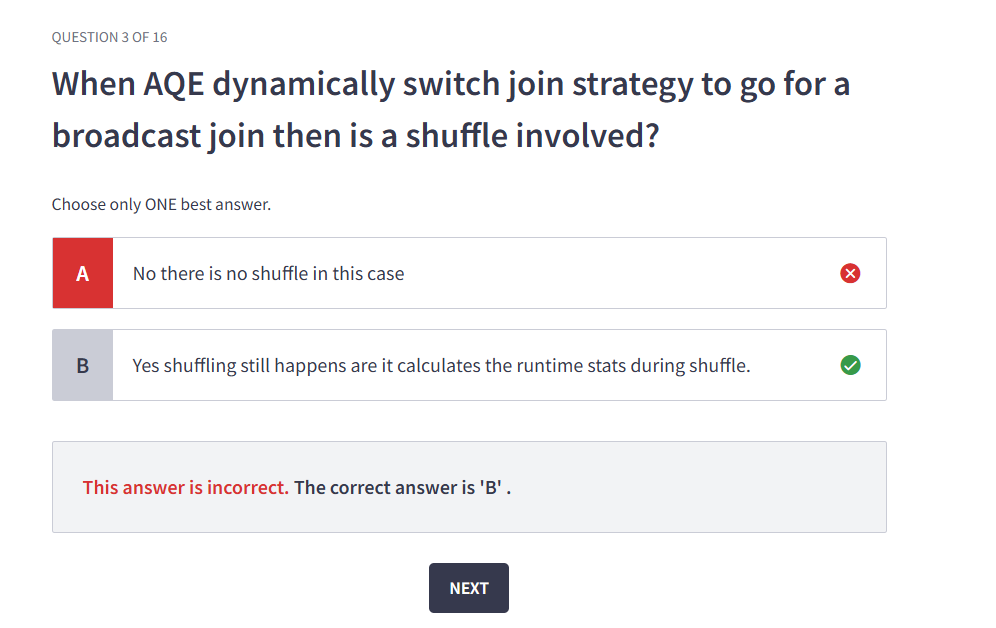 QUESTION 3 OF 16
When AQE dynamically switch join strategy to go for a
broadcast join then is a shuffle involved?
Choose only ONE best answer.
A No there is no shuffle in this case
B Yes shuffling still happens are it calculates the runtime stats during shuffle.
This answer is incorrect. The correct answer is 'B' .
NEXT